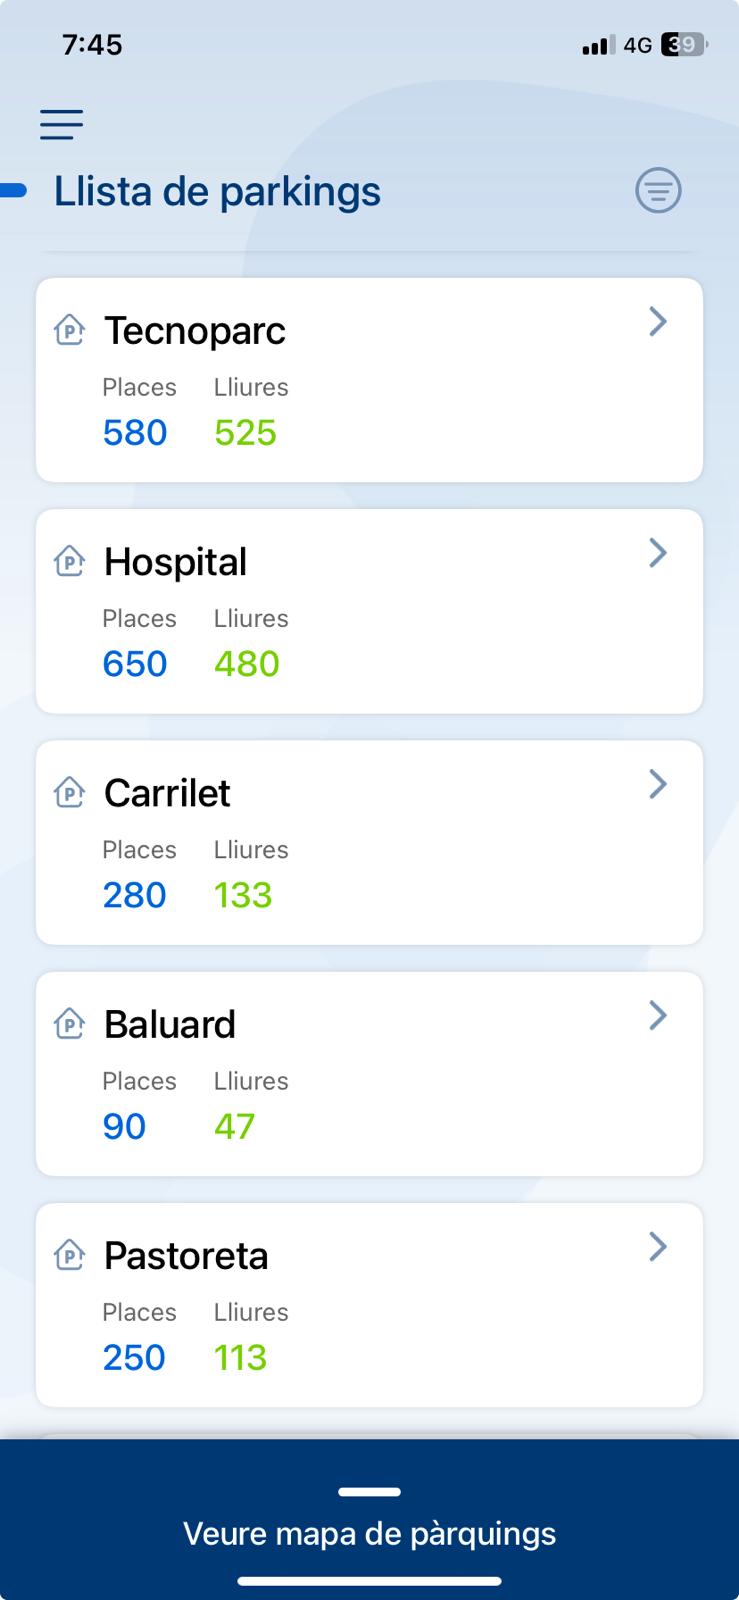 7:45
4G 39
Llista de parkings
P Tecnoparc
Places Lliures
580 525
P Hospital
Places Lliures
650 480
P Carrilet
Places Lliures
280 133
P Baluard
Places Lliures
90 47
P Pastoreta
Places Lliures
250 113
Veure mapa de pàrquings